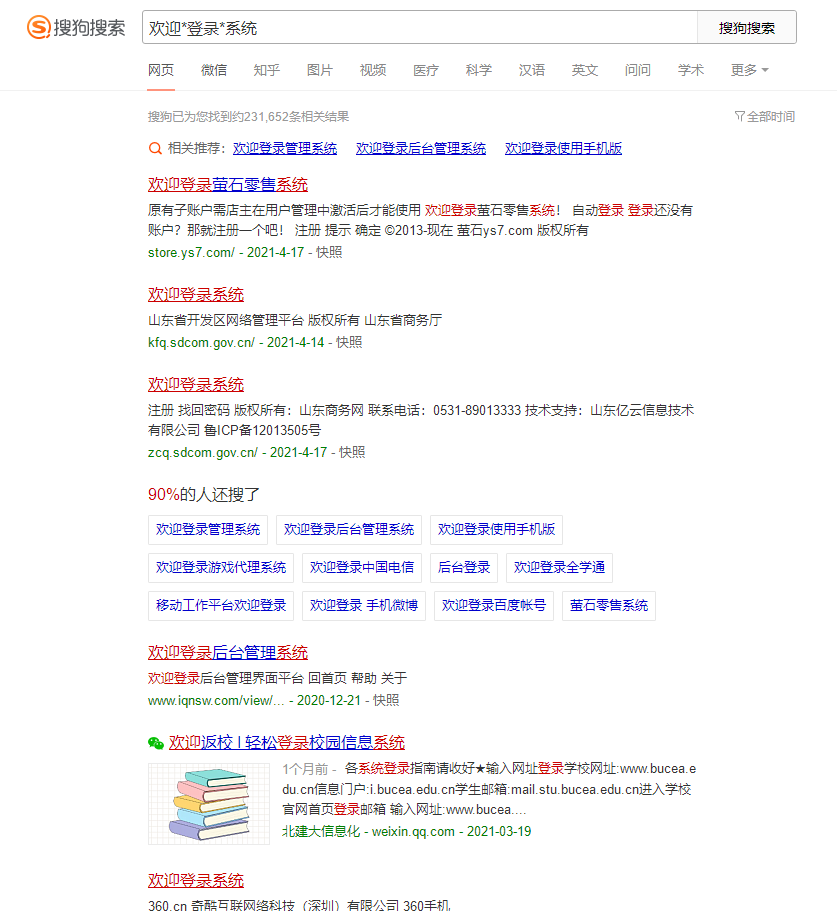 搜狗搜索
欢迎*登录*系统
搜狗搜索
网页 微信 知乎 图片 视频 医疗 科学 汉语 英文 问问 学术 更多
搜狗已为您找到约231,652条相关结果
全部时间
相关推荐: 欢迎登录管理系统 欢迎登录后台管理系统 欢迎登录使用手机版
欢迎登录萤石零售系统
原有子账户需店主在用户管理中激活后才能使用 欢迎登录萤石零售系统! 自动登录 登录还没有
账户? 那就注册一个吧! 注册 提示 确定 ©2013-现在 萤石ys7.com 版权所有
store.ys7.com/ - 2021-4-17 - 快照
欢迎登录系统
山东省开发区网络管理平台 版权所有 山东省商务厅
kfq.sdcom.gov.cn/ - 2021-4-14 - 快照
欢迎登录系统
注册 找回密码 版权所有: 山东商务网 联系电话: 0531-89013333 技术支持: 山东亿云信息技术
有限公司 鲁ICP备12013505号
zcq.sdcom.gov.cn/ - 2021-4-17 - 快照
90%的人还搜了
欢迎登录管理系统 欢迎登录后台管理系统 欢迎登录使用手机版
欢迎登录游戏代理系统 欢迎登录中国电信 后台登录 欢迎登录全学通
移动工作平台欢迎登录 欢迎登录 手机微博 欢迎登录百度帐号 萤石零售系统
欢迎登录后台管理系统
欢迎登录后台管理界面平台 回首页 帮助 关于
www.iqnsw.com/view/... - 2020-12-21 - 快照
欢迎返校 | 轻松登录校园信息系统
1个月前 - 各系统登录指南请收好★输入网址登录学校网址:www.bucea.e
du.cn信息门户:i.bucea.edu.cn学生邮箱:mail.stu.bucea.edu.cn进入学校
官网首页登录邮箱 输入网址:www.bucea....
北建大信息化 - weixin.qq.com - 2021-03-19
欢迎登录系统
360.cn 奇酷互联网络科技（深圳）有限公司 360手机